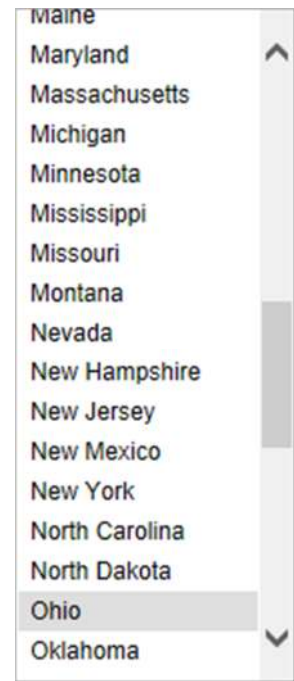 Maine
Maryland
Massachusetts
Michigan
Minnesota
Mississippi
Missouri
Montana
Nevada
New Hampshire
New Jersey
New Mexico
New York
North Carolina
North Dakota
Ohio
Oklahoma